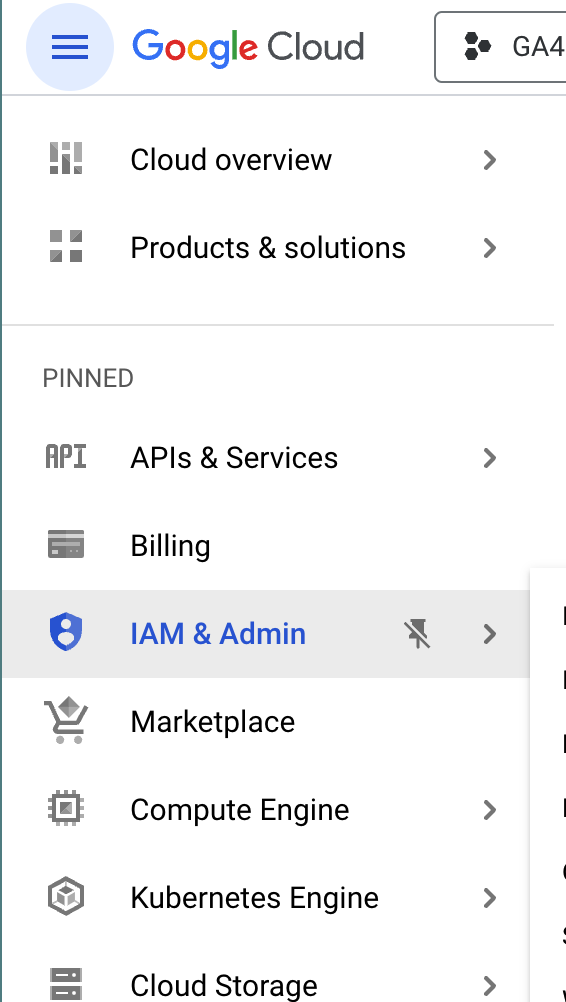 Google Cloud
GA4
Cloud overview
Products & solutions
PINNED
API
APIs & Services
Billing
IAM & Admin
Marketplace
Compute Engine
Kubernetes Engine
Cloud Storage